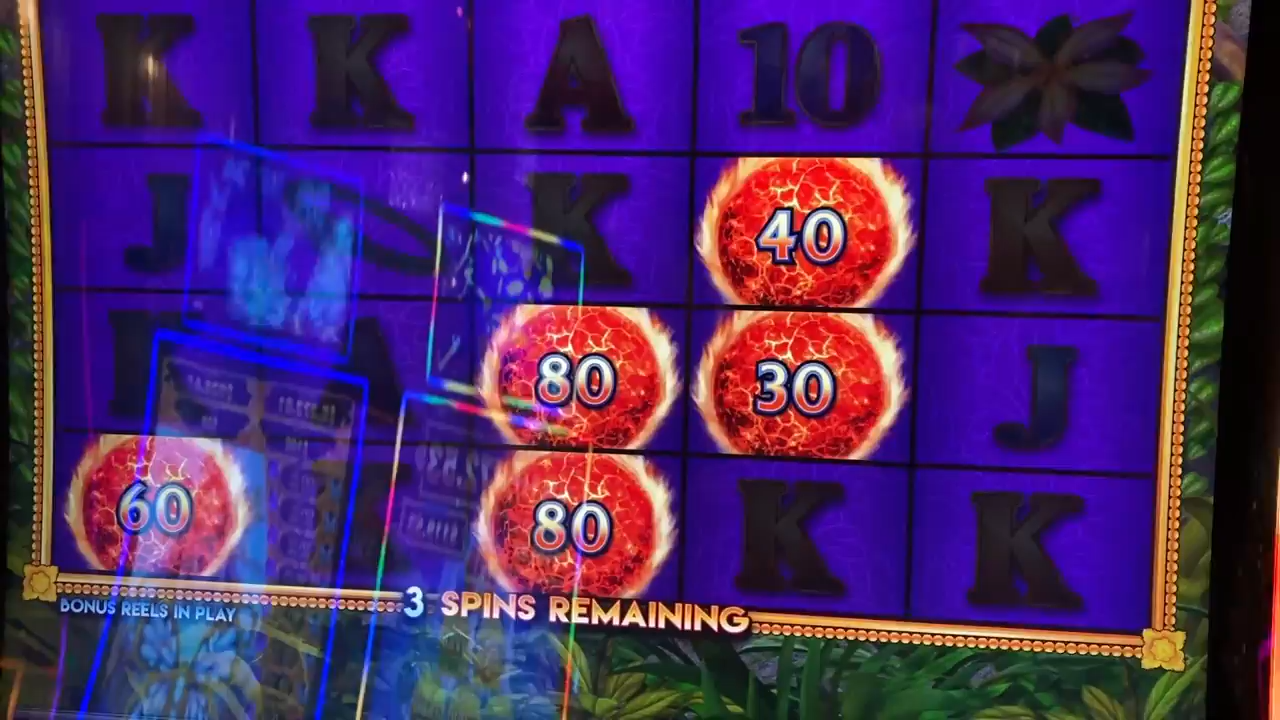 K K A 10
J K 40 K
80 30 J
60 80 K K
3 SPINS REMAINING
BONUS REELS IN PLAY